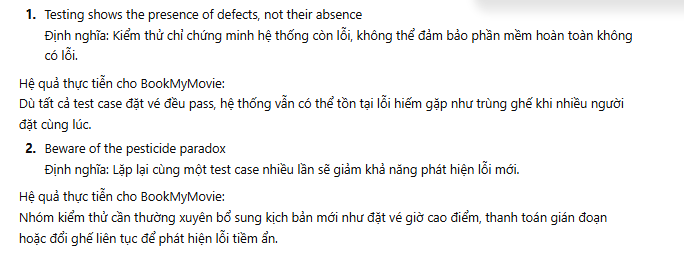 1. Testing shows the presence of defects, not their absence
Định nghĩa: Kiểm thử chỉ chứng minh hệ thống còn lỗi, không thể đảm bảo phần mềm hoàn toàn không
có lỗi.
Hệ quả thực tiễn cho BookMyMovie:
Dù tất cả test case đặt vé đều pass, hệ thống vẫn có thể tồn tại lỗi hiếm gặp như trùng ghế khi nhiều người
đặt cùng lúc.
2. Beware of the pesticide paradox
Định nghĩa: Lặp lại cùng một test case nhiều lần sẽ giảm khả năng phát hiện lỗi mới.
Hệ quả thực tiễn cho BookMyMovie:
Nhóm kiểm thử cần thường xuyên bổ sung kịch bản mới như đặt vé giờ cao điểm, thanh toán gián đoạn
hoặc đổi ghế liên tục để phát hiện lỗi tiềm ẩn.